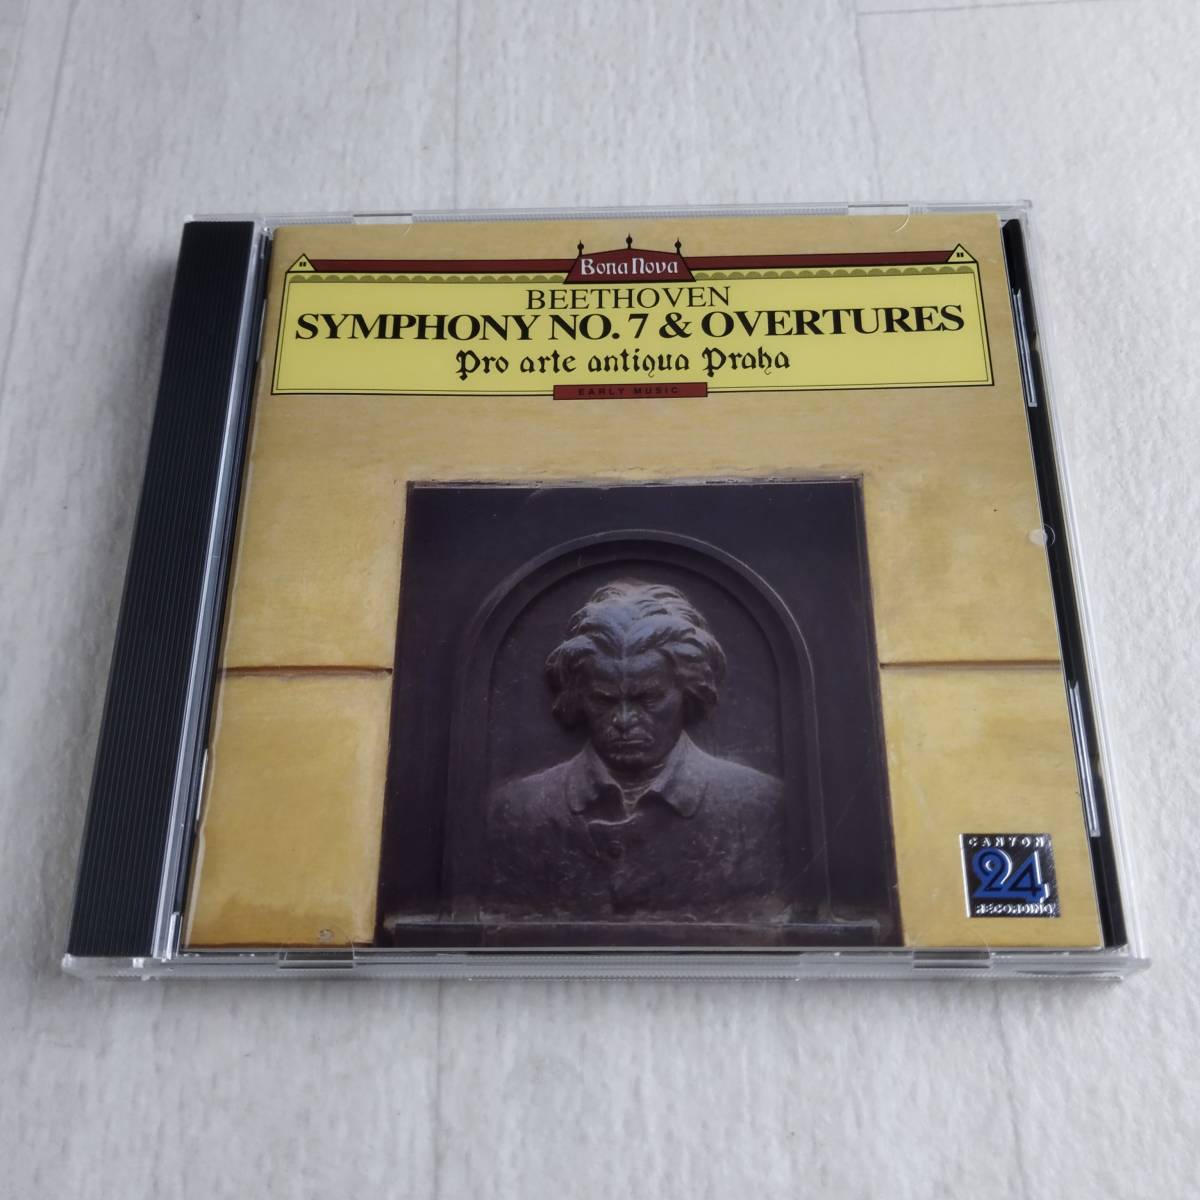 Bona Nova
BEETHOVEN
SYMPHONY NO. 7 & OVERTURES
Pro arte antiqua Praha
EARLY MUSIC
CANYON
24
RECORDING